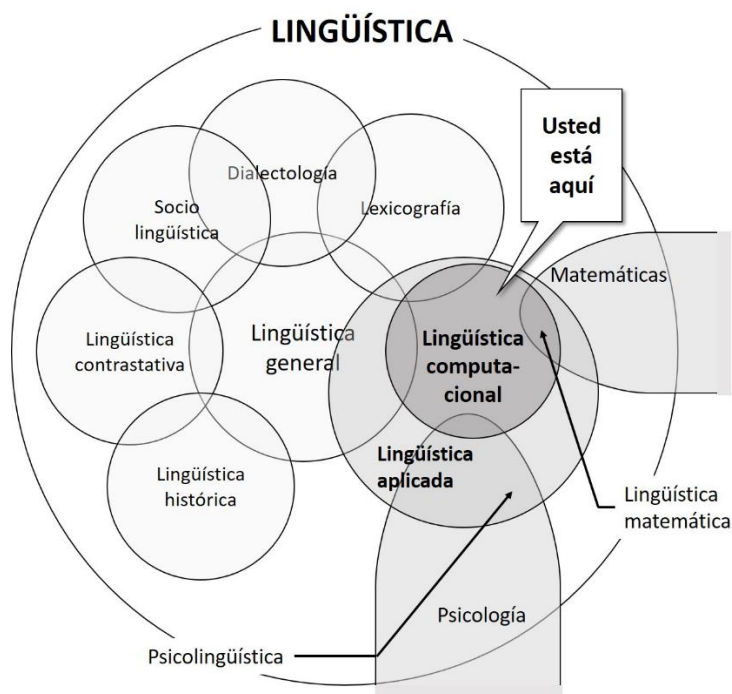 LINGÜÍSTICA
Usted
está
aquí
Dialectología
Socio
lingüística
Lexicografía
Matemáticas
Lingüística
contrastativa
Lingüística
general
Lingüística
computa-
cional
Lingüística
aplicada
Lingüística
histórica
Lingüística
matemática
Psicología
Psicolingüística